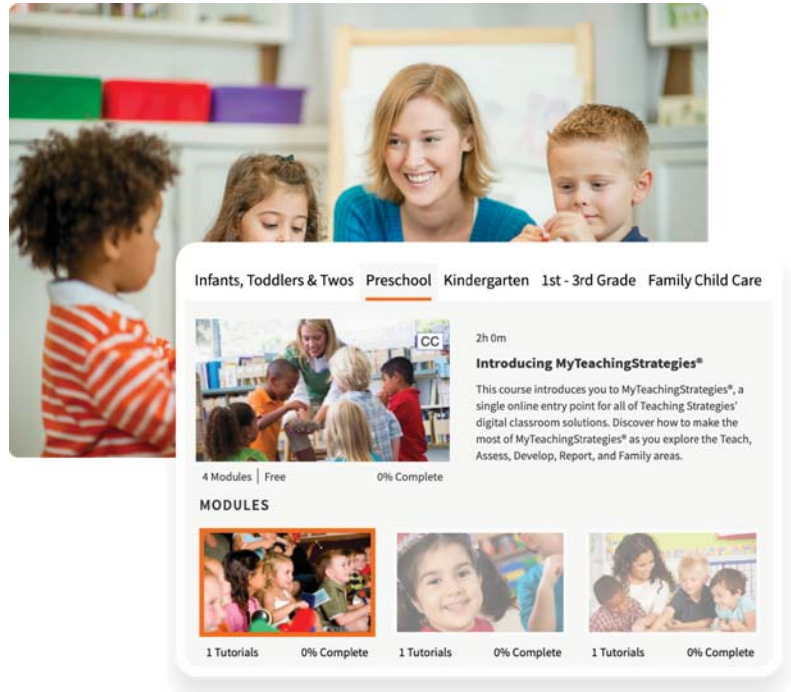 Infants, Toddlers & Twos Preschool Kindergarten 1st - 3rd Grade Family Child Care
CC
2h 0m
Introducing MyTeachingStrategies®
This course introduces you to MyTeachingStrategies®, a
single online entry point for all of Teaching Strategies'
digital classroom solutions. Discover how to make the
most of MyTeachingStrategies® as you explore the Teach,
Assess, Develop, Report, and Family areas.
4 Modules | Free 0% Complete
MODULES
1 Tutorials 0% Complete 1 Tutorials 0% Complete 1 Tutorials 0% Complete